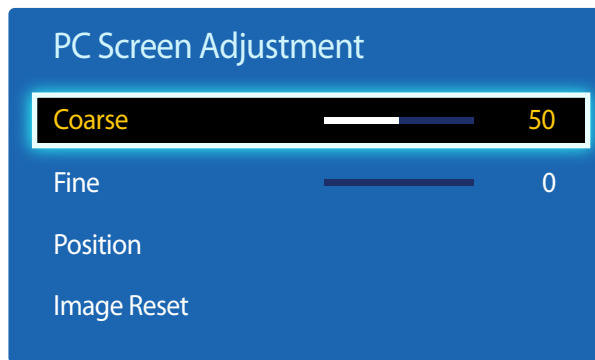 PC Screen Adjustment
Coarse 50
Fine 0
Position
Image Reset